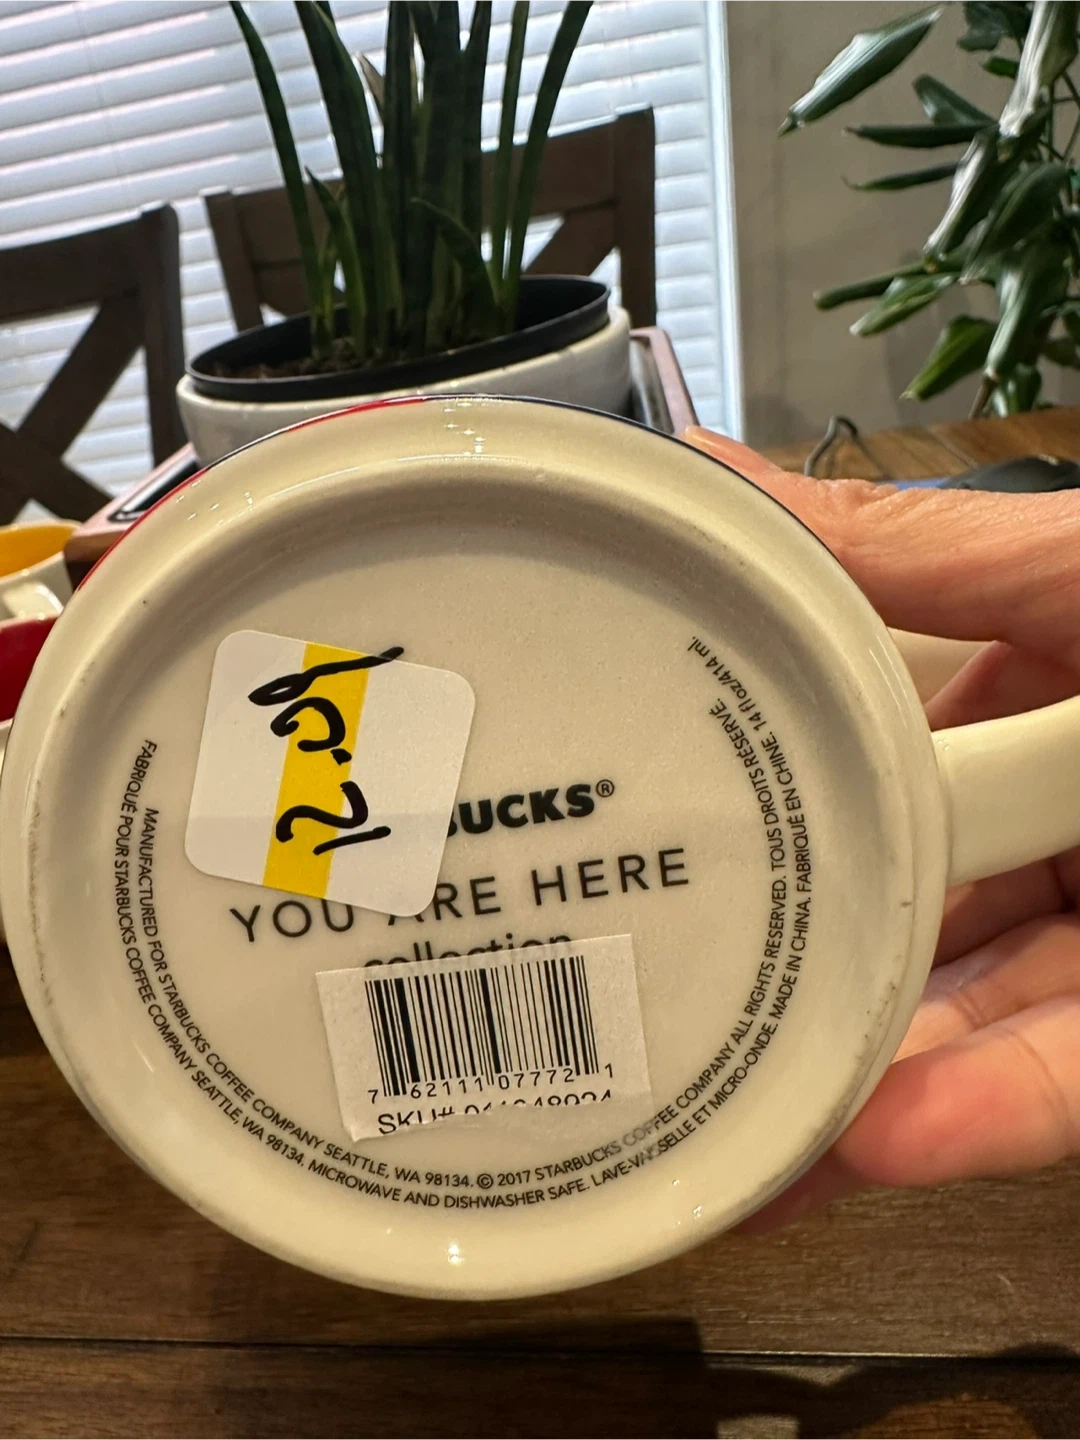 BUCKS®
YOU ARE HERE
collection
7 62111 07772 1
SKU#
MANUFACTURED FOR STARBUCKS COFFEE COMPANY SEATTLE, WA 98134. © 2017 STARBUCKS COFFEE COMPANY ALL RIGHTS RESERVED. TOUS DROITS RÉSERVÉ.
FABRIQUÉ POUR STARBUCKS COFFEE COMPANY SEATTLE, WA 98134. MICROWAVE AND DISHWASHER SAFE. LAVE-VAISSELLE ET MICRO-ONDE. MADE IN CHINA. FABRIQUÉ EN CHINE. 14 fl oz/414 ml.